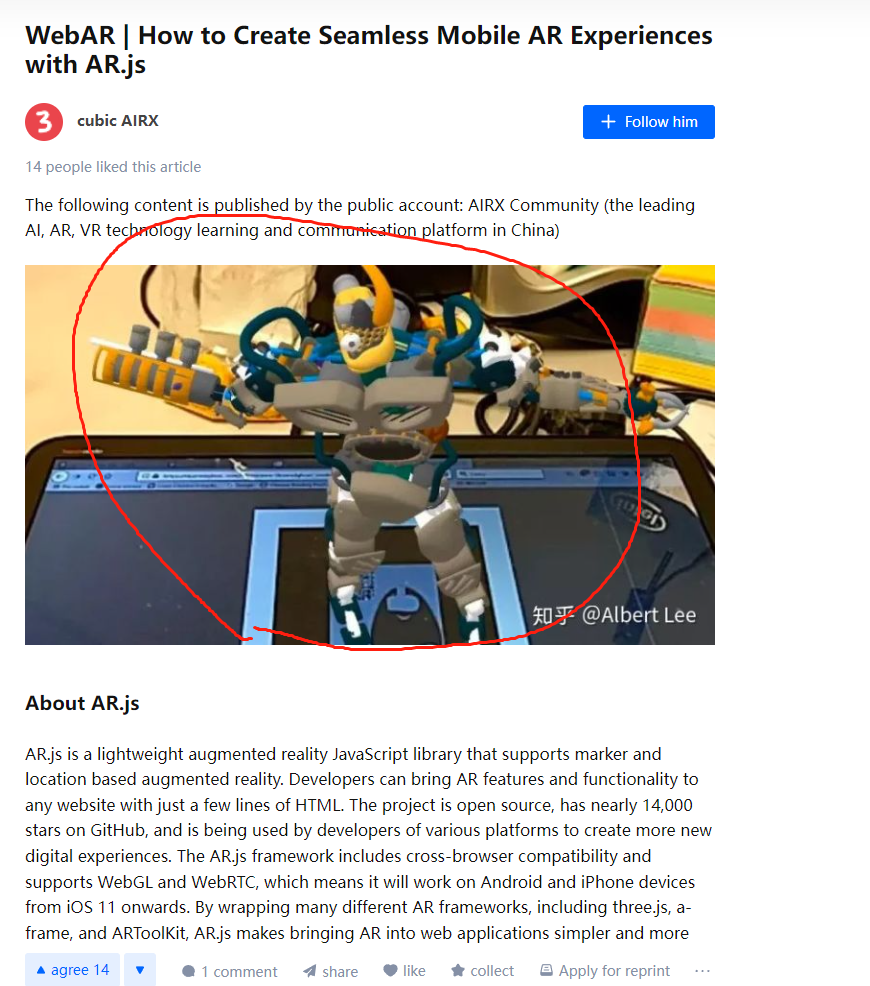 WebAR | How to Create Seamless Mobile AR Experiences
with AR.js
3
cubic AIRX
+ Follow him
14 people liked this article
The following content is published by the public account: AIRX Community (the leading
AI, AR, VR technology learning and communication platform in China)
知乎 @Albert Lee
About AR.js
AR.js is a lightweight augmented reality JavaScript library that supports marker and
location based augmented reality. Developers can bring AR features and functionality to
any website with just a few lines of HTML. The project is open source, has nearly 14,000
stars on GitHub, and is being used by developers of various platforms to create more new
digital experiences. The AR.js framework includes cross-browser compatibility and
supports WebGL and WebRTC, which means it will work on Android and iPhone devices
from iOS 11 onwards. By wrapping many different AR frameworks, including three.js, a-
frame, and ARToolKit, AR.js makes bringing AR into web applications simpler and more
agree 14 1 comment share like collect Apply for reprint ...